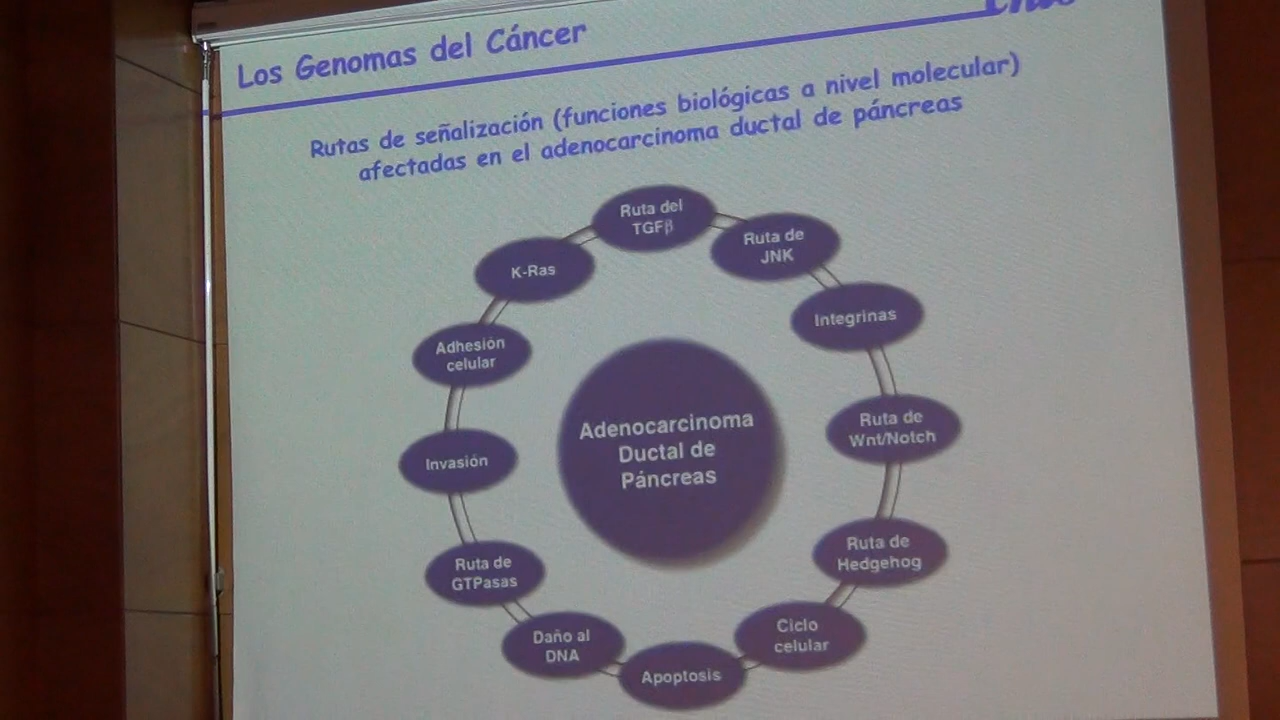 Los Genomas del Cáncer
Rutas de señalización (funciones biológicas a nivel molecular)
afectadas en el adenocarcinoma ductal de páncreas
Ruta del
TGFβ
Ruta de
JNK
K-Ras
Integrinas
Adhesión
celular
Ruta de
Wnt/Notch
Adenocarcinoma
Ductal de
Páncreas
Invasión
Ruta de
Hedgehog
Ruta de
GTPasas
Ciclo
celular
Daño al
DNA
Apoptosis